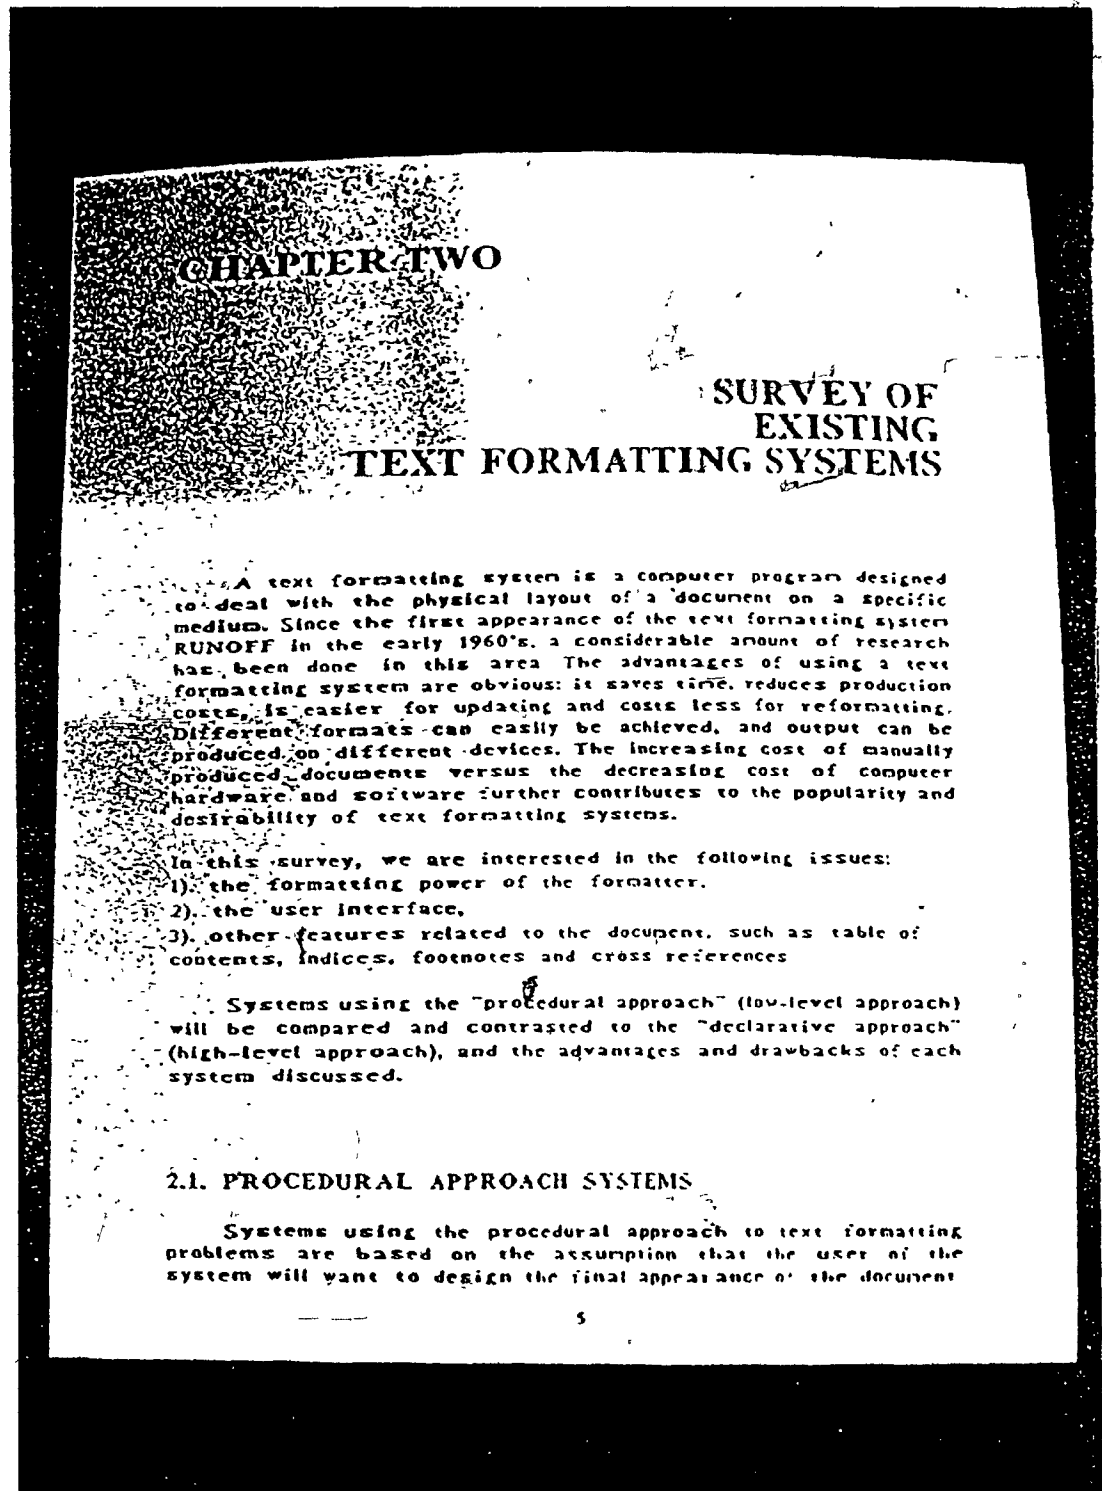 CHAPTER TWO
SURVEY OF
EXISTING
TEXT FORMATTING SYSTEMS
A text formatting system is a computer program designed
to deal with the physical layout of a document on a specific
medium. Since the first appearance of the text formatting system
RUNOFF in the early 1960's, a considerable amount of research
has been done in this area The advantages of using a text
formatting system are obvious: it saves time, reduces production
costs, is easier for updating and costs less for reformatting.
Different formats can easily be achieved, and output can be
produced on different devices. The increasing cost of manually
produced documents versus the decreasing cost of computer
hardware and software further contributes to the popularity and
desirability of text formatting systems.
In this survey, we are interested in the following issues:
1). the formatting power of the formatter.
2). the user interface,
3). other features related to the document, such as table of
contents, indices, footnotes and cross references
Systems using the "procedural approach" (low-level approach)
will be compared and contrasted to the "declarative approach"
(high-level approach), and the advantages and drawbacks of each
system discussed.
2.1. PROCEDURAL APPROACH SYSTEMS
Systems using the procedural approach to text formatting
problems are based on the assumption that the user of the
system will want to design the final appearance of the document
5